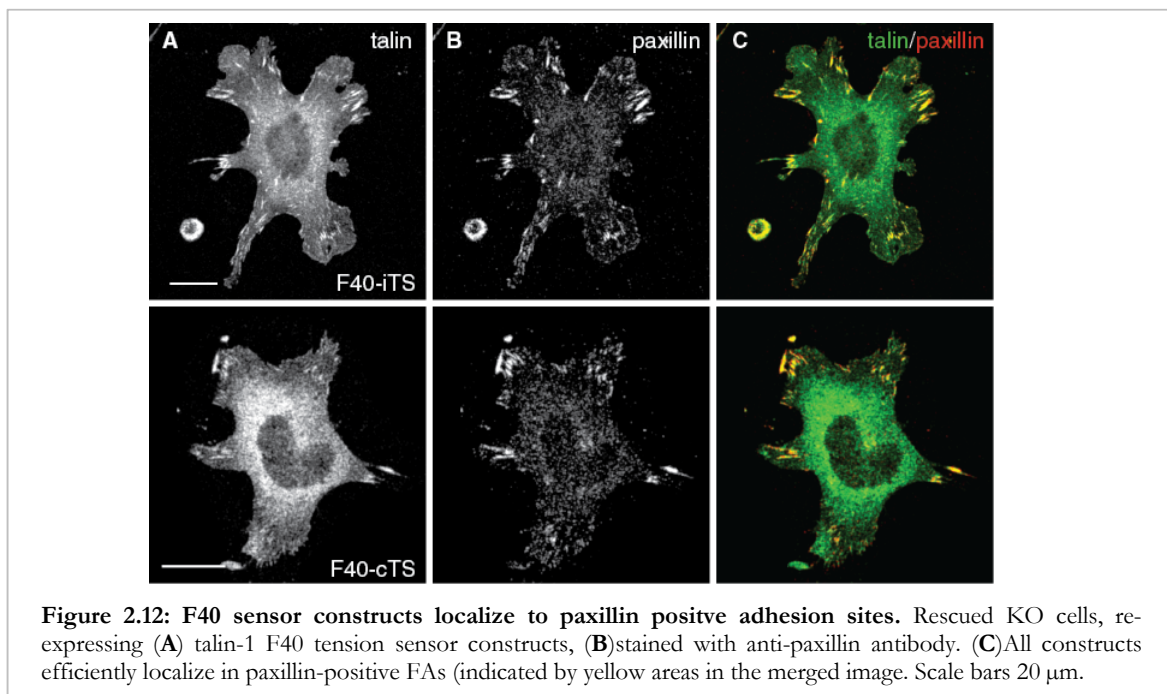 A talin
B paxillin
C talin/paxillin
F40-iTS
F40-cTS
Figure 2.12: F40 sensor constructs localize to paxillin positve adhesion sites. Rescued KO cells, re-
expressing (A) talin-1 F40 tension sensor constructs, (B)stained with anti-paxillin antibody. (C)All constructs
efficiently localize in paxillin-positive FAs (indicated by yellow areas in the merged image. Scale bars 20 μm.